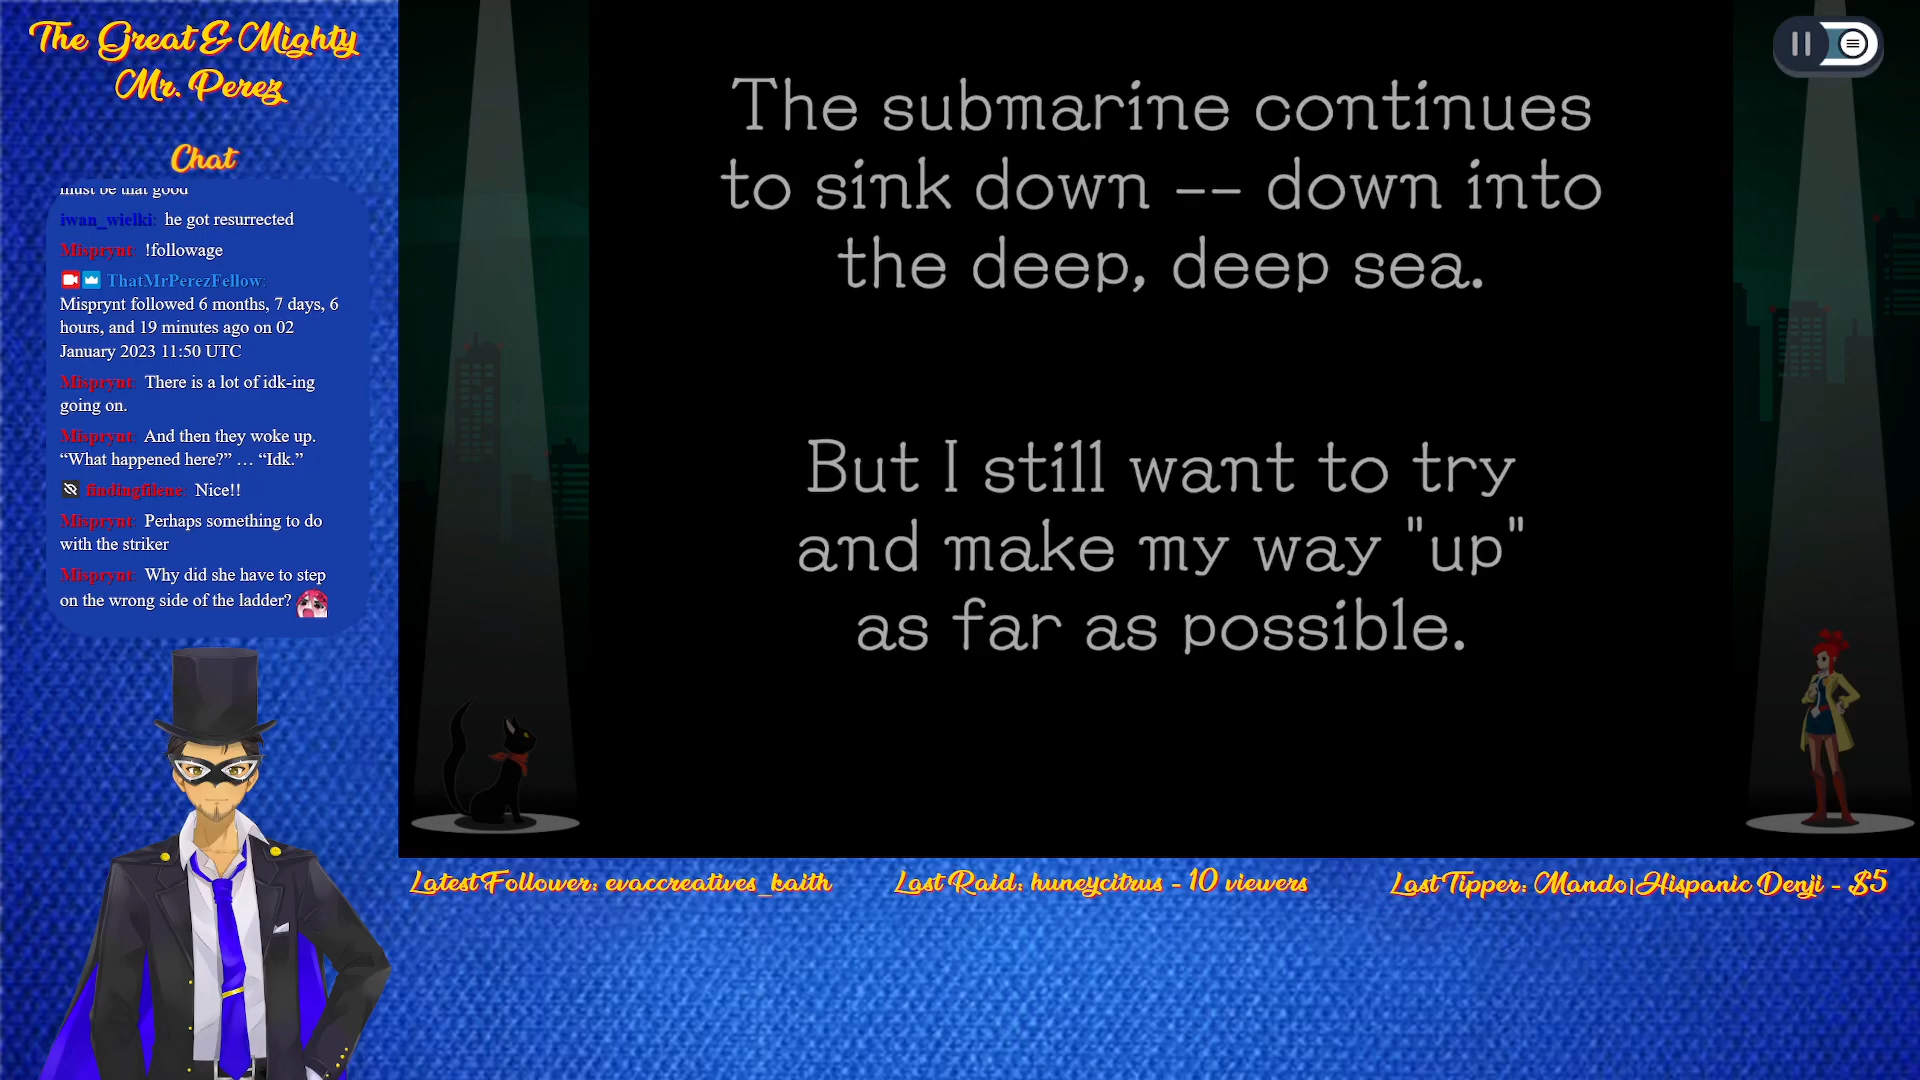 The Great & Mighty
Mr. Perez
Chat
must be that good
iwan_wielki: he got resurrected
Misprynt: !followage
ThatMrPerezFellow:
Misprynt followed 6 months, 7 days, 6
hours, and 19 minutes ago on 02
January 2023 11:50 UTC
Misprynt: There is a lot of idk-ing
going on.
Misprynt: And then they woke up.
“What happened here?” … “Idk.”
findingfilene: Nice!!
Misprynt: Perhaps something to do
with the striker
Misprynt: Why did she have to step
on the wrong side of the ladder?
The submarine continues
to sink down -- down into
the deep, deep sea.
But I still want to try
and make my way "up"
as far as possible.
Latest Follower: evaccreatives_kaith
Last Raid: huneycitrus - 10 viewers
Last Tipper: Mando|Hispanic Denji - $5